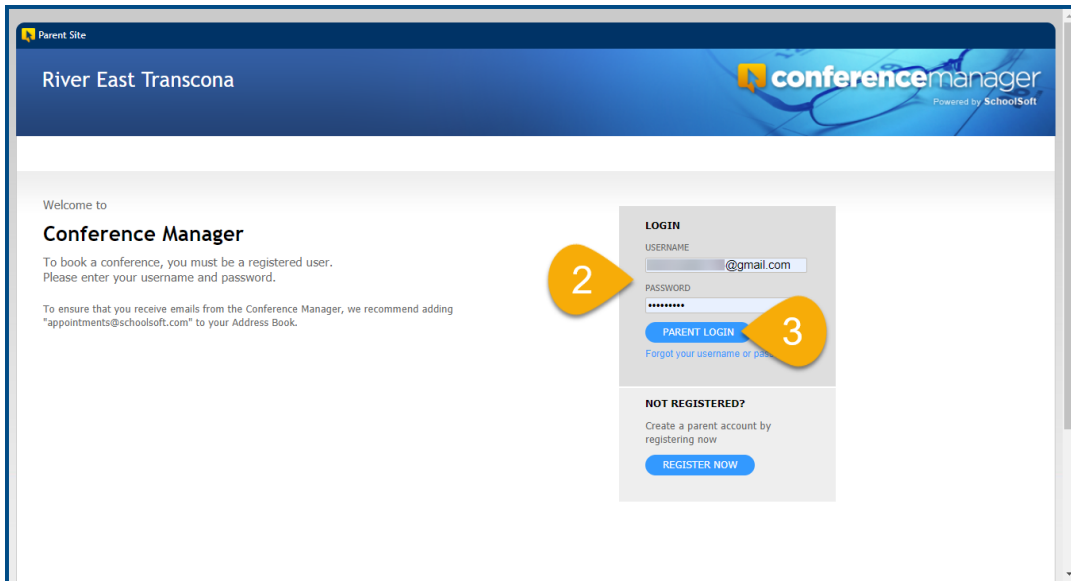 Parent Site
River East Transcona
conferencemanager
Powered by SchoolSoft
Welcome to
Conference Manager
To book a conference, you must be a registered user.
Please enter your username and password.
To ensure that you receive emails from the Conference Manager, we recommend adding
"appointments@schoolsoft.com" to your Address Book.
LOGIN
USERNAME
@gmail.com
2
PASSWORD
•••••••••
PARENT LOGIN
3
Forgot your username or
NOT REGISTERED?
Create a parent account by
registering now
REGISTER NOW